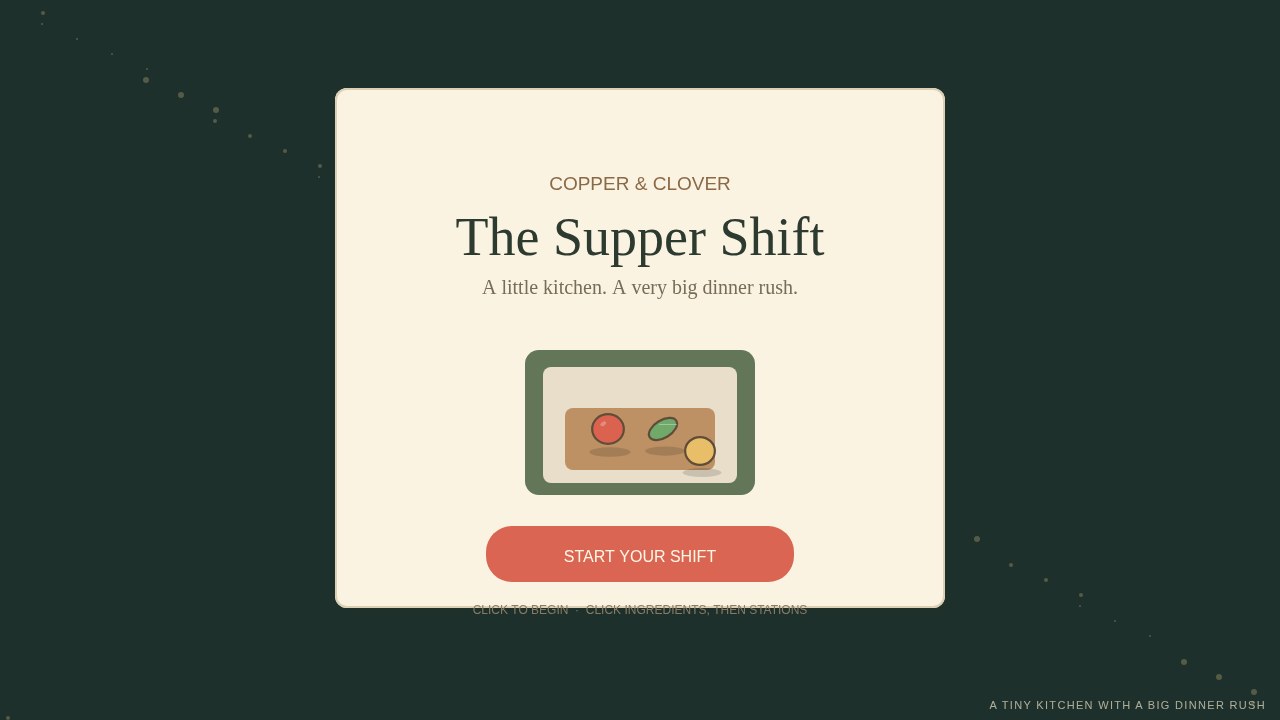 COPPER & CLOVER
The Supper Shift
A little kitchen. A very big dinner rush.
START YOUR SHIFT
CLICK TO BEGIN · CLICK INGREDIENTS, THEN STATIONS
A TINY KITCHEN WITH A BIG DINNER RUSH